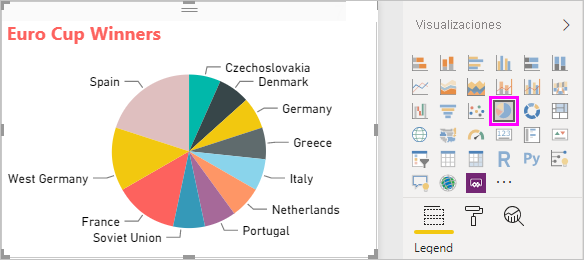 Euro Cup Winners
Visualizaciones
Czechoslovakia
Spain
Denmark
Germany
Greece
West Germany
Italy
Netherlands
France
Portugal
Soviet Union
123
R
Py
...
Legend